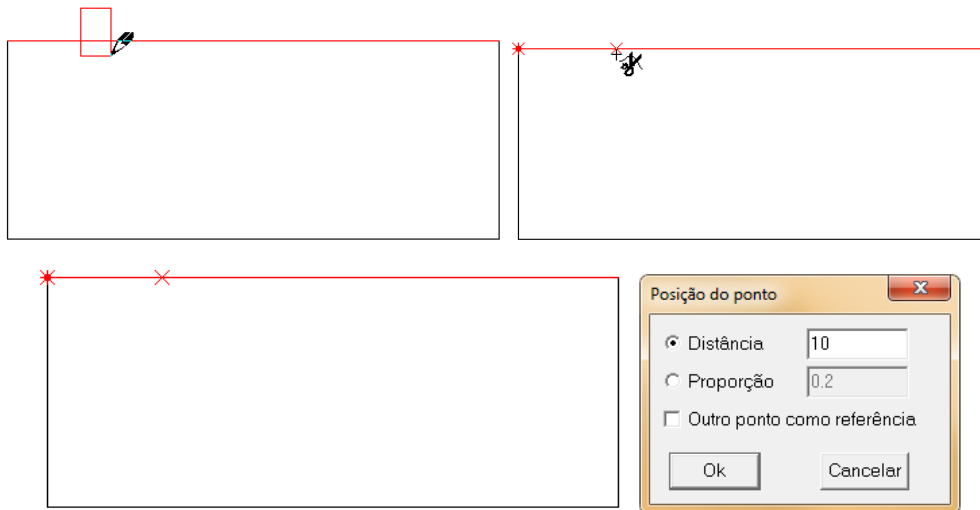 Posição do ponto
Distância 10
Proporção 0.2
Outro ponto como referência
Ok Cancelar